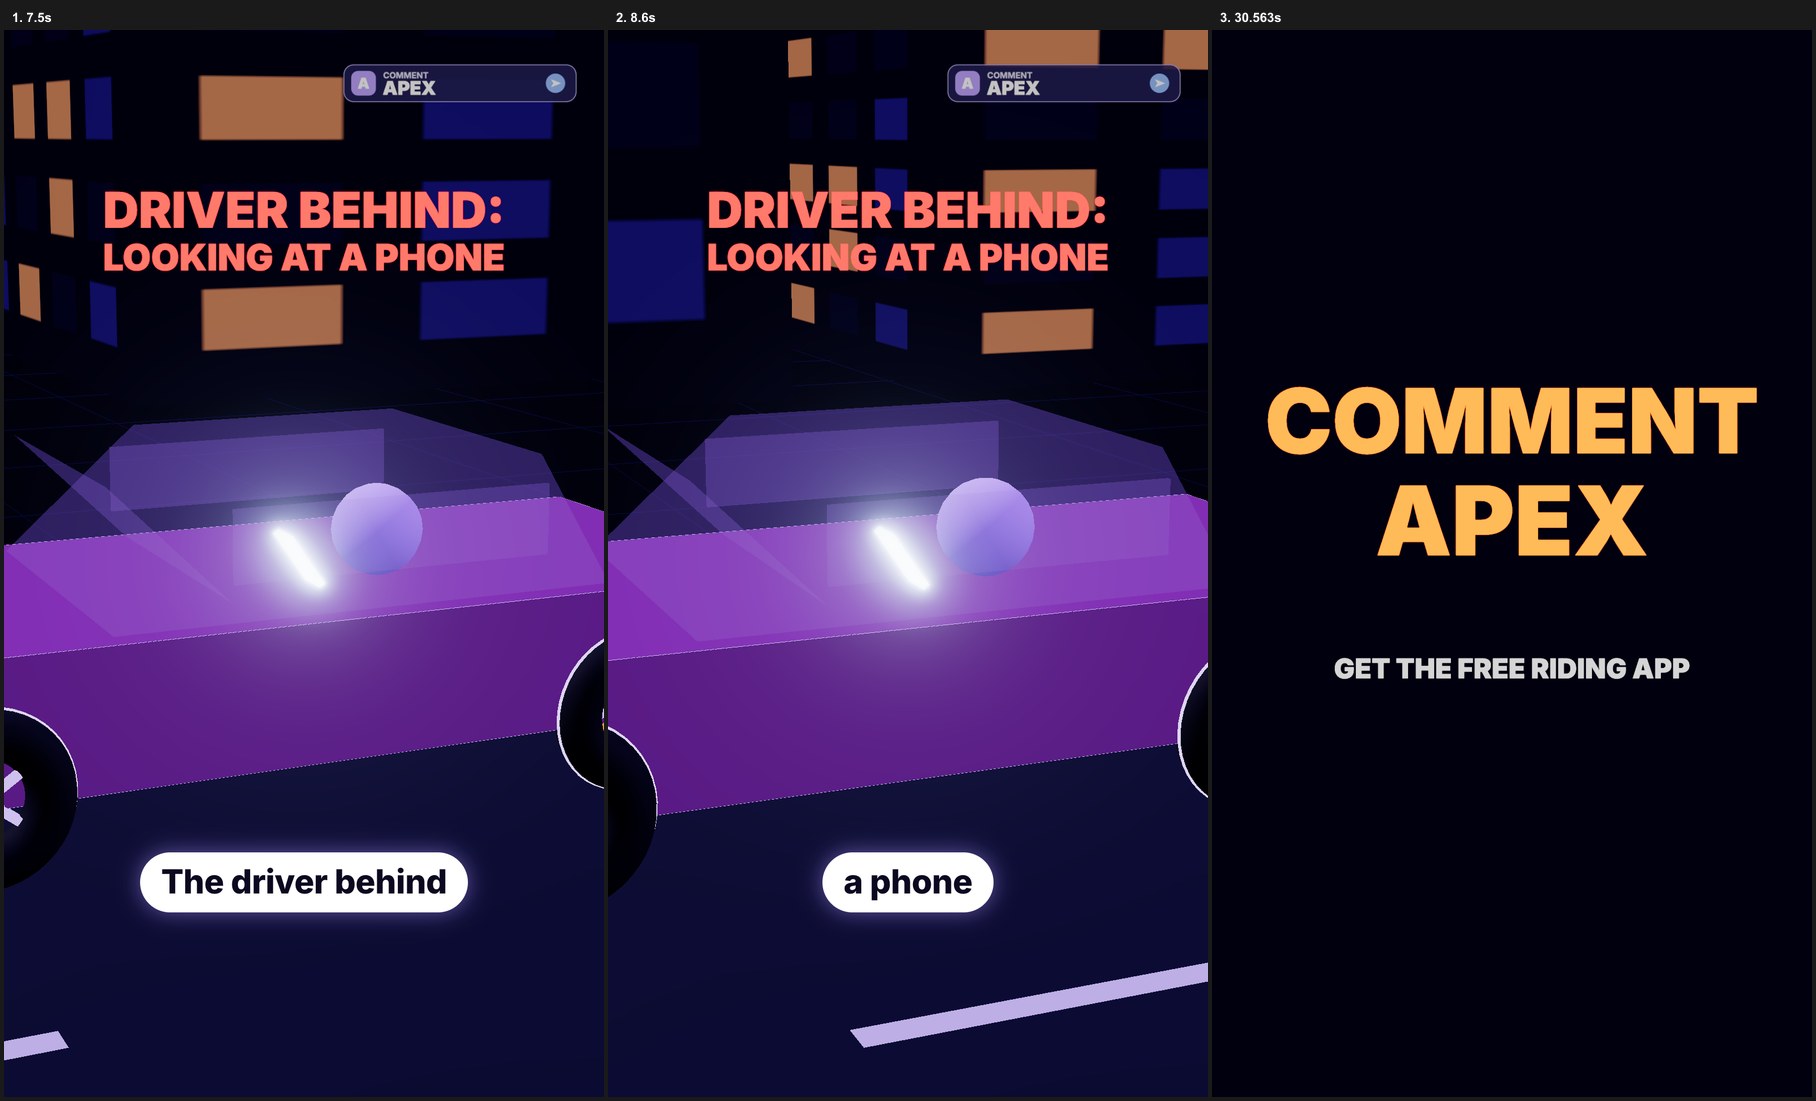 1. 7.5s
COMMENT
A APEX
DRIVER BEHIND:
LOOKING AT A PHONE
The driver behind
2. 8.6s
COMMENT
A APEX
DRIVER BEHIND:
LOOKING AT A PHONE
a phone
3. 30.563s
COMMENT
APEX
GET THE FREE RIDING APP